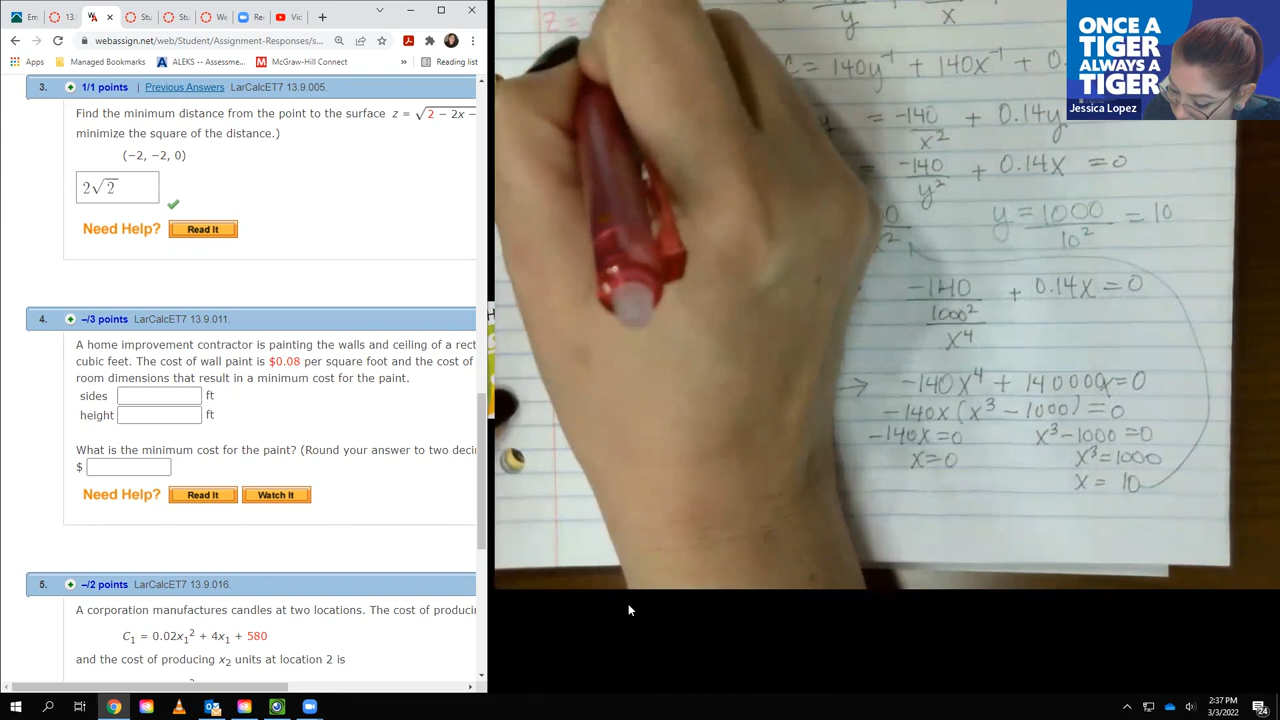 Em
13.
Stu
Stu
We
Re
Vic
webassign.net/web/Student/Assignment-Responses/s...
Apps
Managed Bookmarks
ALEKS -- Assessme...
McGraw-Hill Connect
Reading list
3. 1/1 points | Previous Answers LarCalcET7 13.9.005.
Find the minimum distance from the point to the surface z = √2 − 2x −
minimize the square of the distance.)
(−2, −2, 0)
2√2
Need Help? Read It
4. –/3 points LarCalcET7 13.9.011.
A home improvement contractor is painting the walls and ceiling of a rect
cubic feet. The cost of wall paint is $0.08 per square foot and the cost of
room dimensions that result in a minimum cost for the paint.
sides ft
height ft
What is the minimum cost for the paint? (Round your answer to two deci
$
Need Help? Read It Watch It
5. –/2 points LarCalcET7 13.9.016.
A corporation manufactures candles at two locations. The cost of producin
C₁ = 0.02x₁² + 4x₁ + 580
and the cost of producing x₂ units at location 2 is
z =
y x
C = 140y⁻¹ + 140x⁻¹ + 0.
= -140/x² + 0.14y
= -140/y² + 0.14x = 0
y = 1000/10² = 10
-140/(1000²/x⁴) + 0.14x = 0
→ -140x⁴ + 140000x = 0
-140x(x³ - 1000) = 0
-140x = 0 x³ - 1000 = 0
x = 0 x³ = 1000
x = 10
ONCE A
TIGER
ALWAYS A
TIGER
Jessica Lopez
2:37 PM
3/3/2022
24